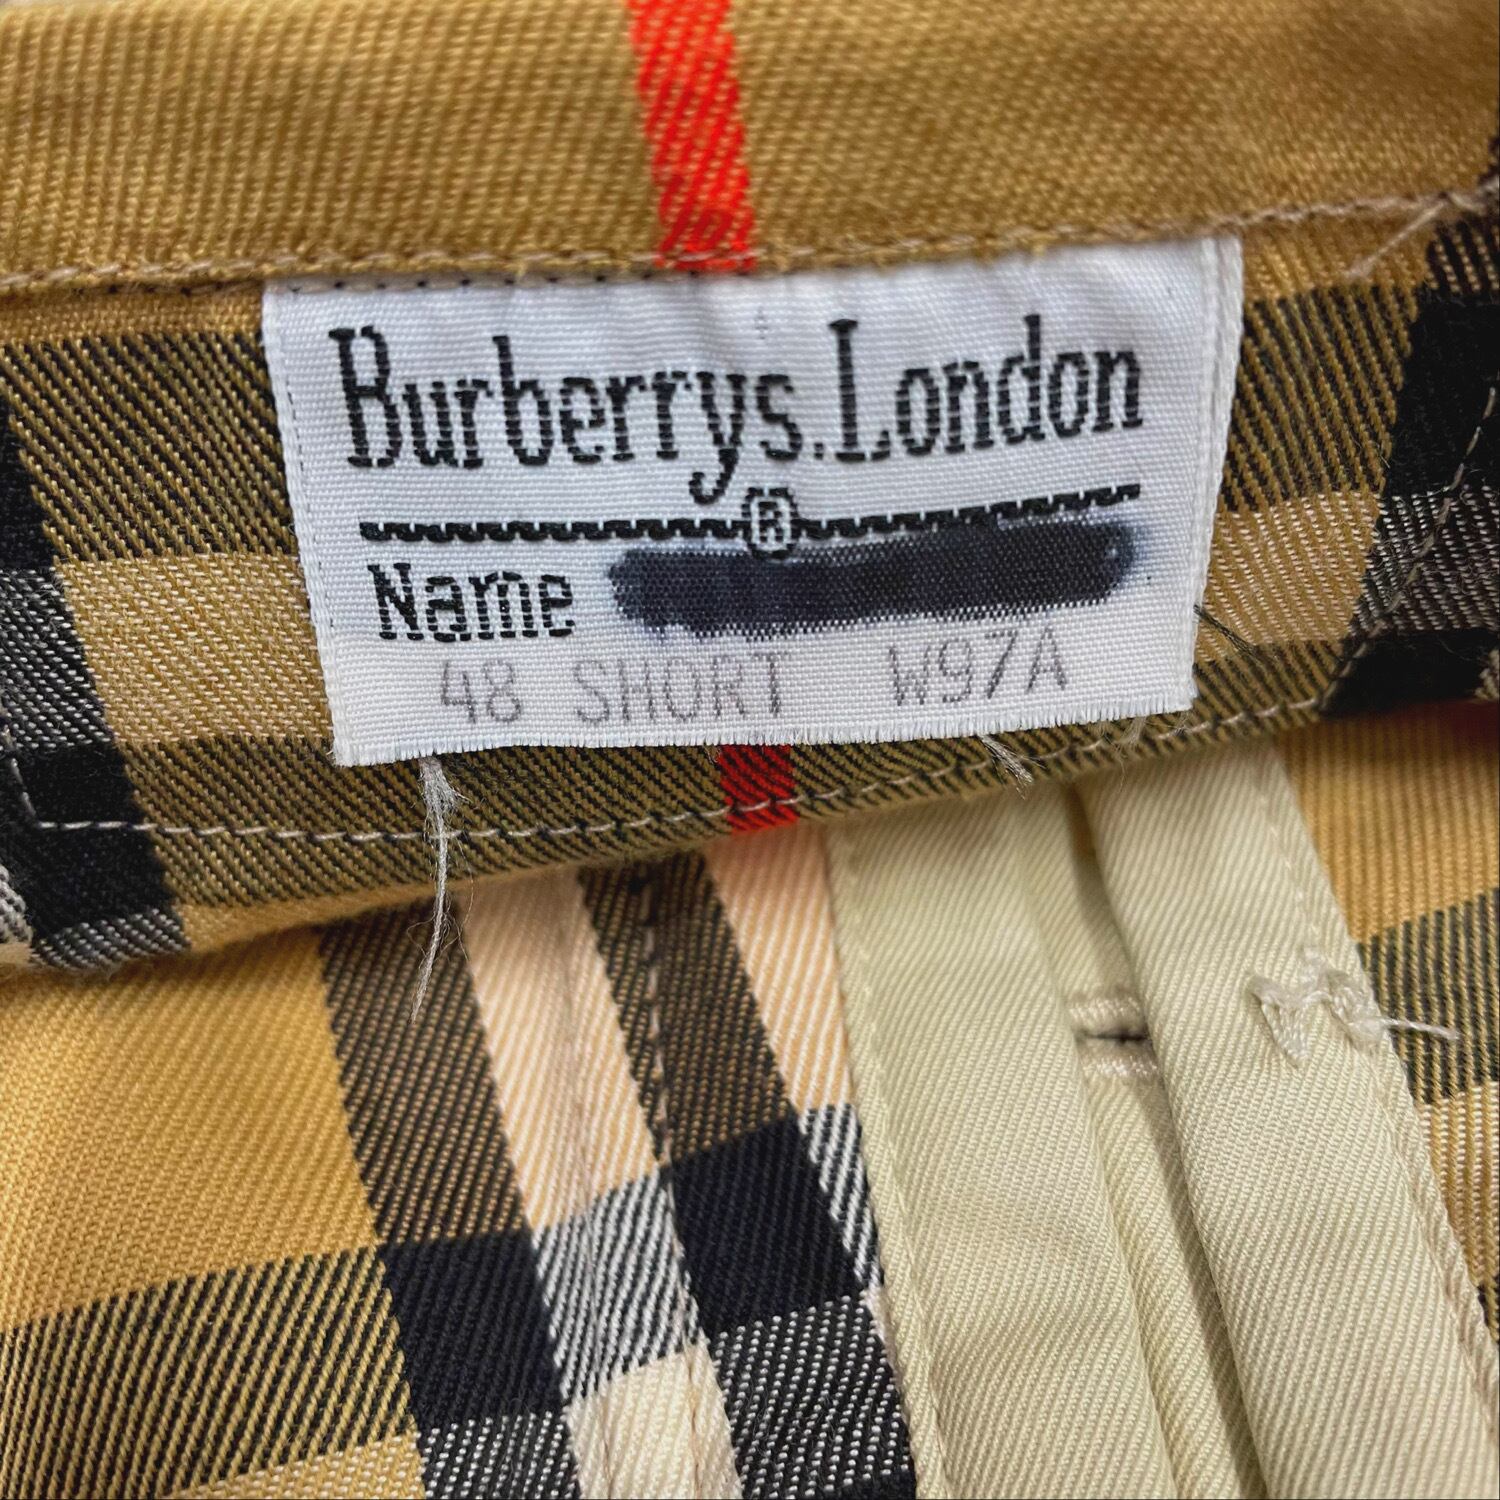 Burberrys.London
®
Name
48 SHORT W97A